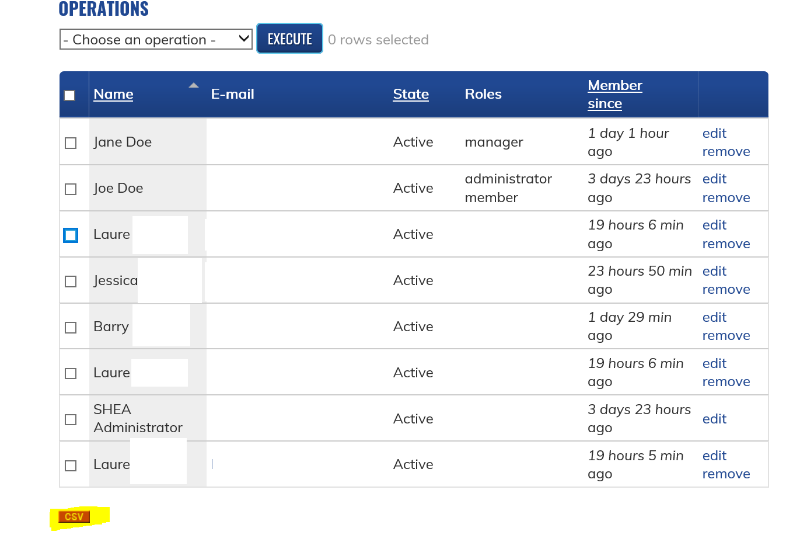 OPERATIONS
- Choose an operation - EXECUTE 0 rows selected
Name E-mail State Roles Member since
Jane Doe Active manager 1 day 1 hour ago edit remove
Joe Doe Active administrator member 3 days 23 hours ago edit remove
Laure Active 19 hours 6 min ago edit remove
Jessica Active 23 hours 50 min ago edit remove
Barry Active 1 day 29 min ago edit remove
Laure Active 19 hours 6 min ago edit remove
SHEA Administrator Active 3 days 23 hours ago edit
Laure Active 19 hours 5 min ago edit remove
CSV